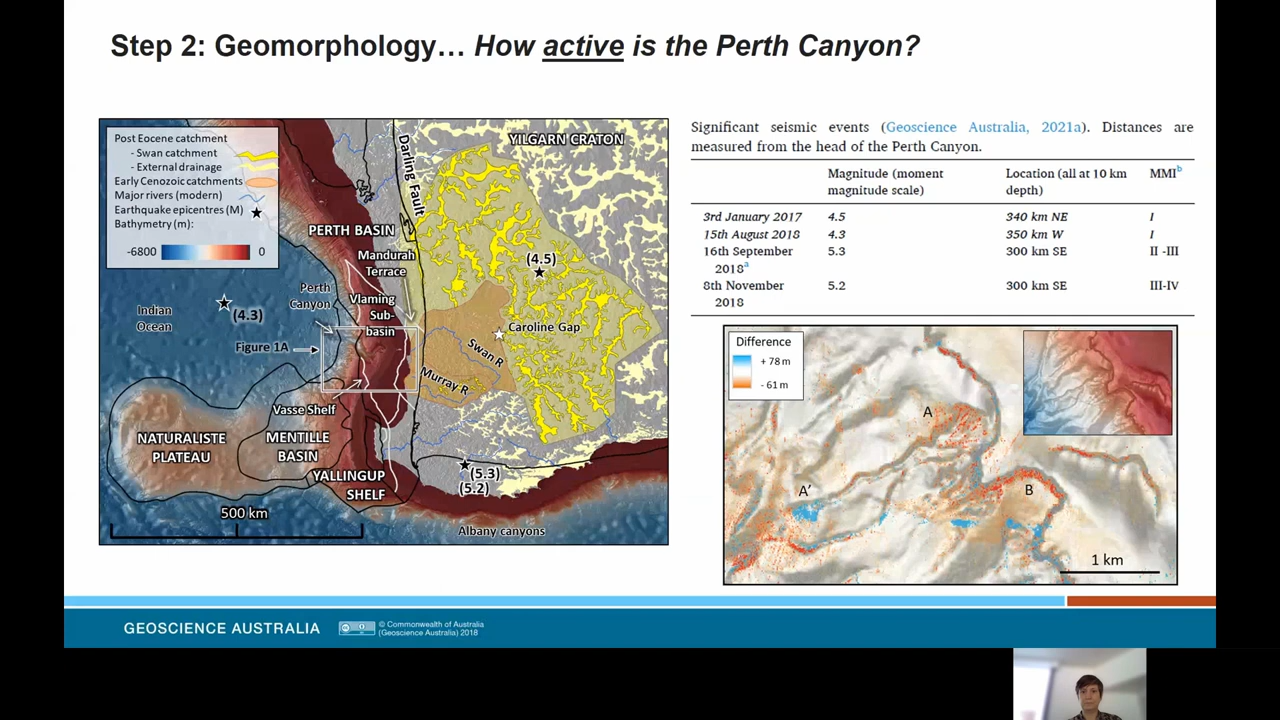 Step 2: Geomorphology… How active is the Perth Canyon?
Post Eocene catchment
- Swan catchment
- External drainage
Early Cenozoic catchments
Major rivers (modern)
Earthquake epicentres (M)
Bathymetry (m):
-6800 0
YILGARN CRATON
Darling Fault
PERTH BASIN
Mandurah
Terrace
Perth
Canyon
Vlaming
Sub-
basin
(4.5)
Indian
Ocean
(4.3)
Caroline Gap
Figure 1A
Swan R
Murray R
Vasse Shelf
NATURALISTE
PLATEAU
MENTILLE
BASIN
YALLINGUP
SHELF
(5.3)
(5.2)
500 km
Albany canyons
Significant seismic events (Geoscience Australia, 2021a). Distances are
measured from the head of the Perth Canyon.
Magnitude (moment magnitude scale) Location (all at 10 km depth) MMIb
3rd January 2017 4.5 340 km NE I
15th August 2018 4.3 350 km W I
16th September 2018a 5.3 300 km SE II -III
8th November 2018 5.2 300 km SE III-IV
Difference
+ 78 m
- 61 m
A
A'
B
1 km
GEOSCIENCE AUSTRALIA
© Commonwealth of Australia
(Geoscience Australia) 2018